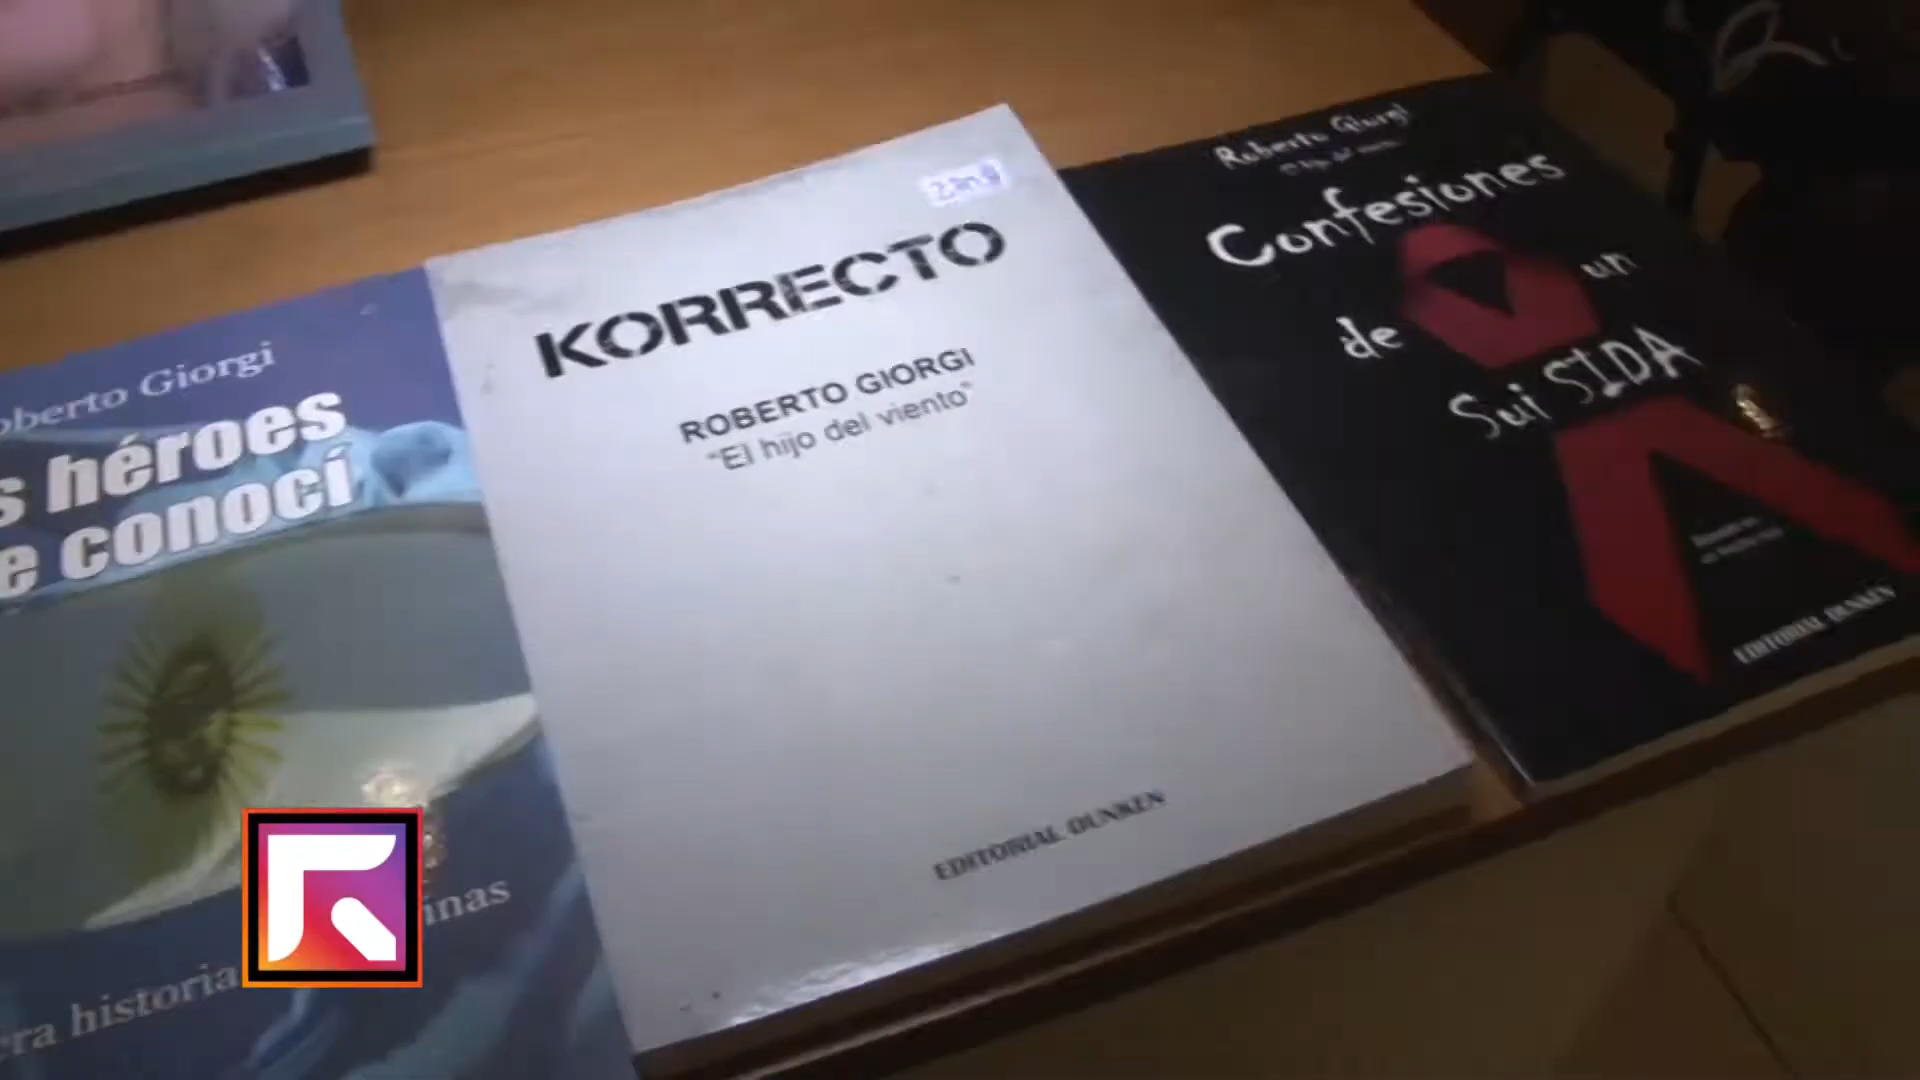 oberto Giorgi
s héroes
e conocí
inas
era historia
KORRECTO
ROBERTO GIORGI
"El hijo del viento"
EDITORIAL DUNKEN
Roberto Giorgi
Confesiones
de un
Sui SIDA
EDITORIAL DUNKEN